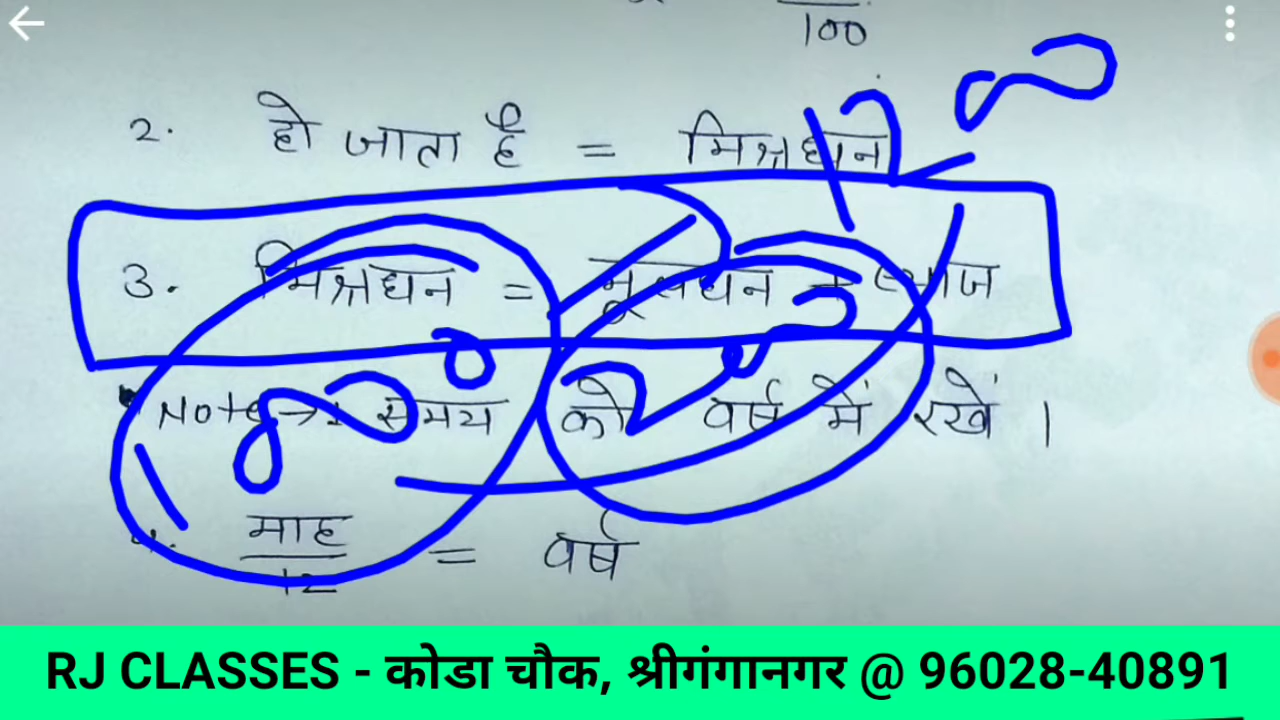 100
2. हो जाता है = मिश्रधन
3. मिश्रधन = मूलधन + ब्याज
Note → समय को वर्ष में रखें ।
माह
12
= वर्ष
RJ CLASSES - कोडा चौक, श्रीगंगानगर @ 96028-40891